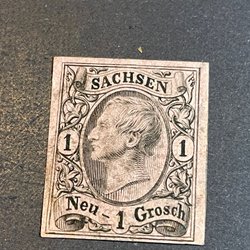 SACHSEN
1 1
Neu-1 Grosch